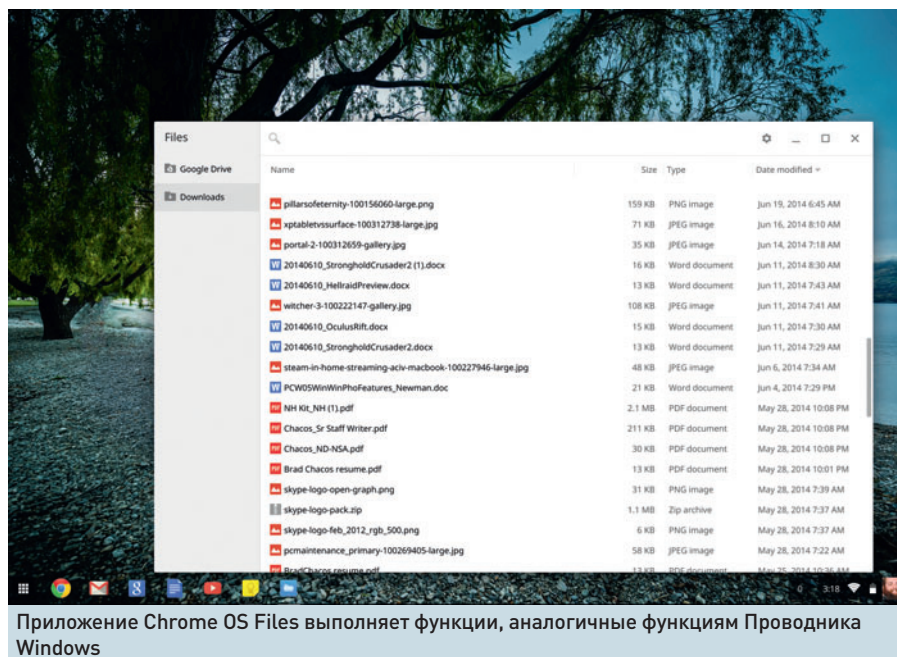 Files
Google Drive
Downloads
Name Size Type Date modified
pillarsofeternity-100156060-large.png 159 KB PNG image Jun 19, 2014 6:45 AM
xptabletvssurface-100312738-large.jpg 71 KB JPEG image Jun 16, 2014 8:10 AM
portal-2-100312659-gallery.jpg 35 KB JPEG image Jun 14, 2014 7:18 AM
20140610_StrongholdCrusader2 (1).docx 16 KB Word document Jun 11, 2014 8:30 AM
20140610_HellraidPreview.docx 13 KB Word document Jun 11, 2014 7:43 AM
witcher-3-100222147-gallery.jpg 108 KB JPEG image Jun 11, 2014 7:41 AM
20140610_OculusRift.docx 15 KB Word document Jun 11, 2014 7:30 AM
20140610_StrongholdCrusader2.docx 13 KB Word document Jun 11, 2014 7:29 AM
steam-in-home-streaming-aciv-macbook-100227946-large.jpg 48 KB JPEG image Jun 6, 2014 7:34 AM
PCW05WinWinPhoFeatures_Newman.doc 21 KB Word document Jun 4, 2014 7:29 PM
NH Kit_NH (1).pdf 2.1 MB PDF document May 28, 2014 10:08 PM
Chacos_Sr Staff Writer.pdf 211 KB PDF document May 28, 2014 10:08 PM
Chacos_ND-NSA.pdf 30 KB PDF document May 28, 2014 10:08 PM
Brad Chacos resume.pdf 13 KB PDF document May 28, 2014 10:01 PM
skype-logo-open-graph.png 31 KB PNG image May 28, 2014 7:39 AM
skype-logo-pack.zip 1.1 MB Zip archive May 28, 2014 7:37 AM
skype-logo-feb_2012_rgb_500.png 6 KB PNG image May 28, 2014 7:37 AM
pcmaintenance_primary-100269405-large.jpg 58 KB JPEG image May 28, 2014 7:22 AM
BradChacos resume.pdf 13 KB PDF document May 25, 2014 10:36 AM
0 3:18
Приложение Chrome OS Files выполняет функции, аналогичные функциям Проводника
Windows